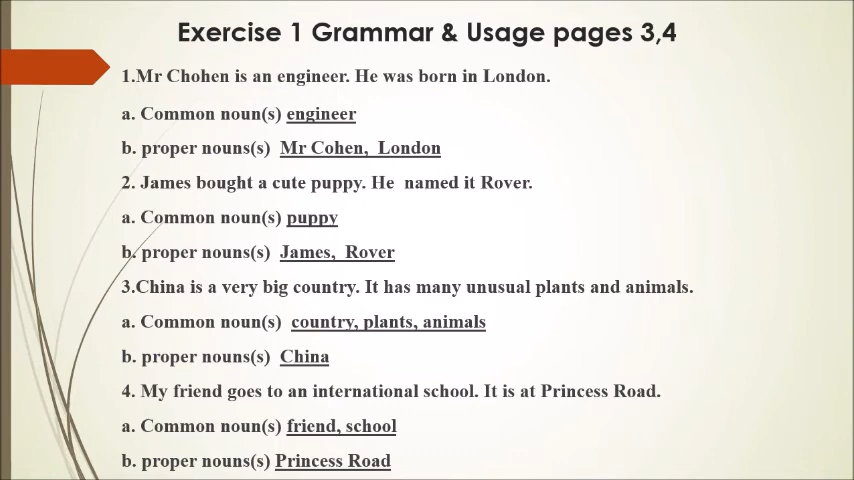 Exercise 1 Grammar & Usage pages 3,4
1.Mr Chohen is an engineer. He was born in London.
a. Common noun(s) engineer
b. proper nouns(s) Mr Cohen, London
2. James bought a cute puppy. He named it Rover.
a. Common noun(s) puppy
b. proper nouns(s) James, Rover
3.China is a very big country. It has many unusual plants and animals.
a. Common noun(s) country, plants, animals
b. proper nouns(s) China
4. My friend goes to an international school. It is at Princess Road.
a. Common noun(s) friend, school
b. proper nouns(s) Princess Road